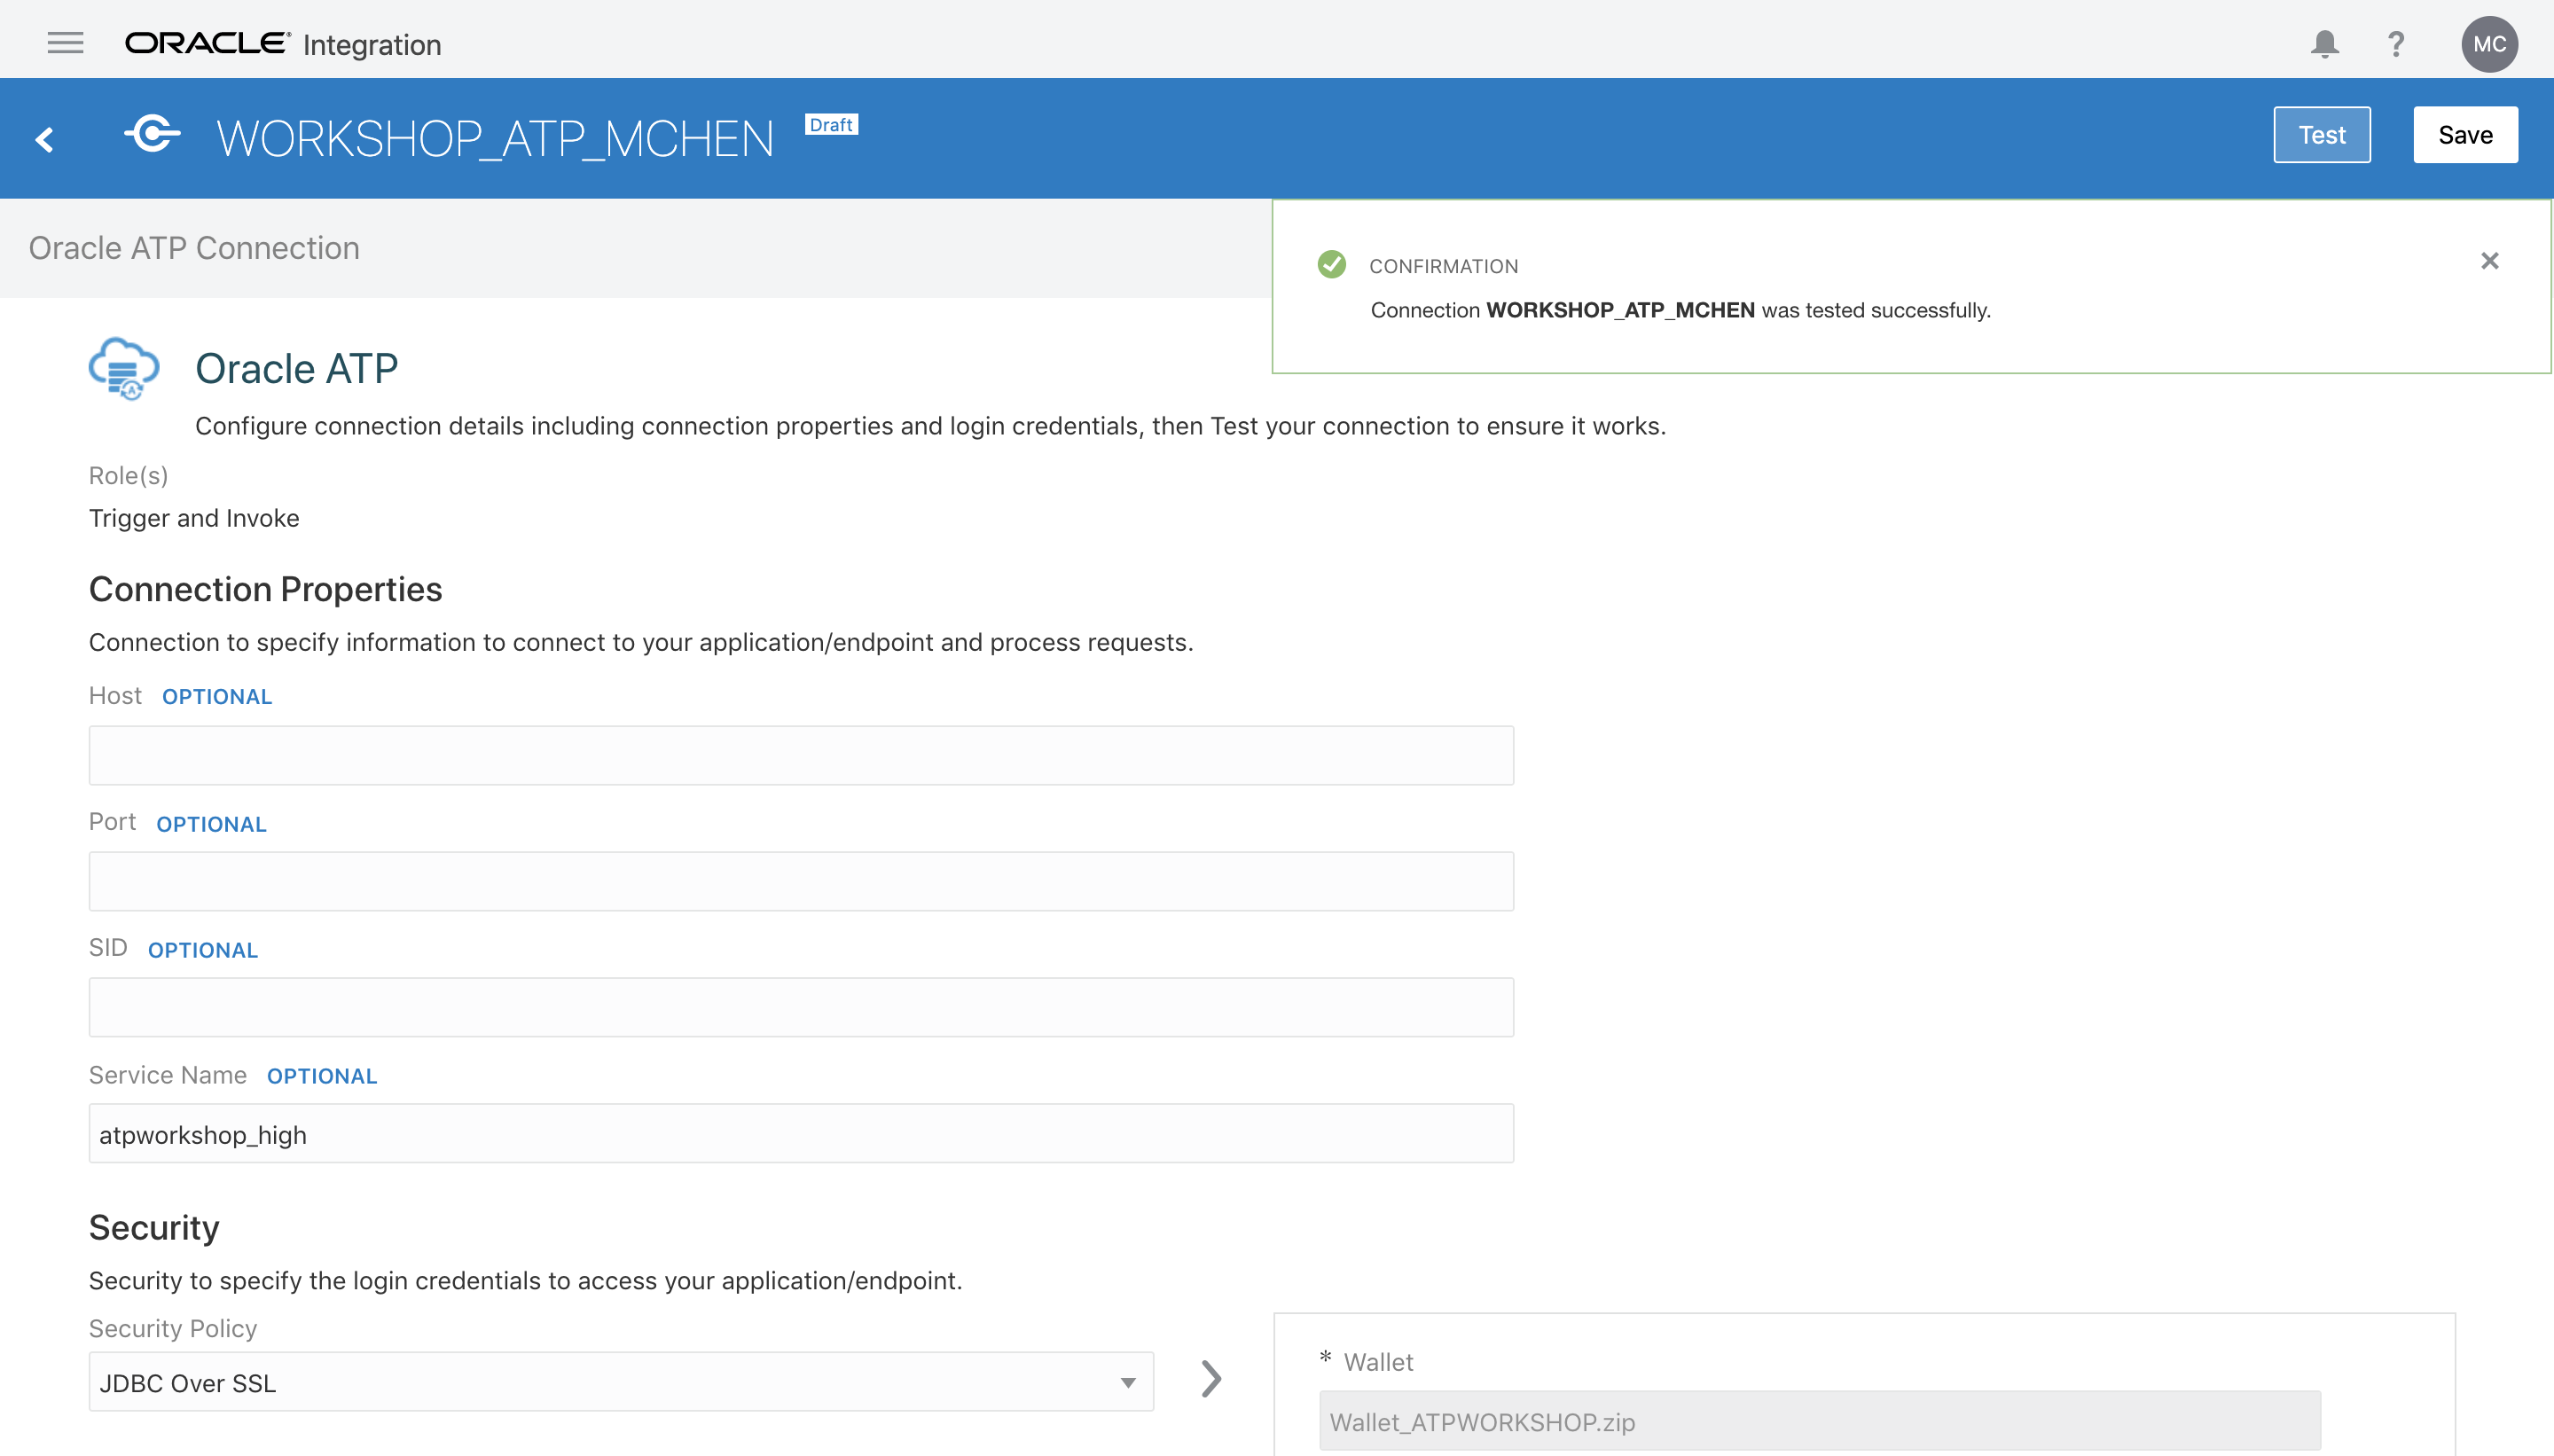 ORACLE Integration
?
MC
WORKSHOP_ATP_MCHEN Draft
Test
Save
Oracle ATP Connection
CONFIRMATION
Connection WORKSHOP_ATP_MCHEN was tested successfully.
Oracle ATP
Configure connection details including connection properties and login credentials, then Test your connection to ensure it works.
Role(s)
Trigger and Invoke
Connection Properties
Connection to specify information to connect to your application/endpoint and process requests.
Host OPTIONAL
Port OPTIONAL
SID OPTIONAL
Service Name OPTIONAL
atpworkshop_high
Security
Security to specify the login credentials to access your application/endpoint.
Security Policy
JDBC Over SSL
* Wallet
Wallet_ATPWORKSHOP.zip